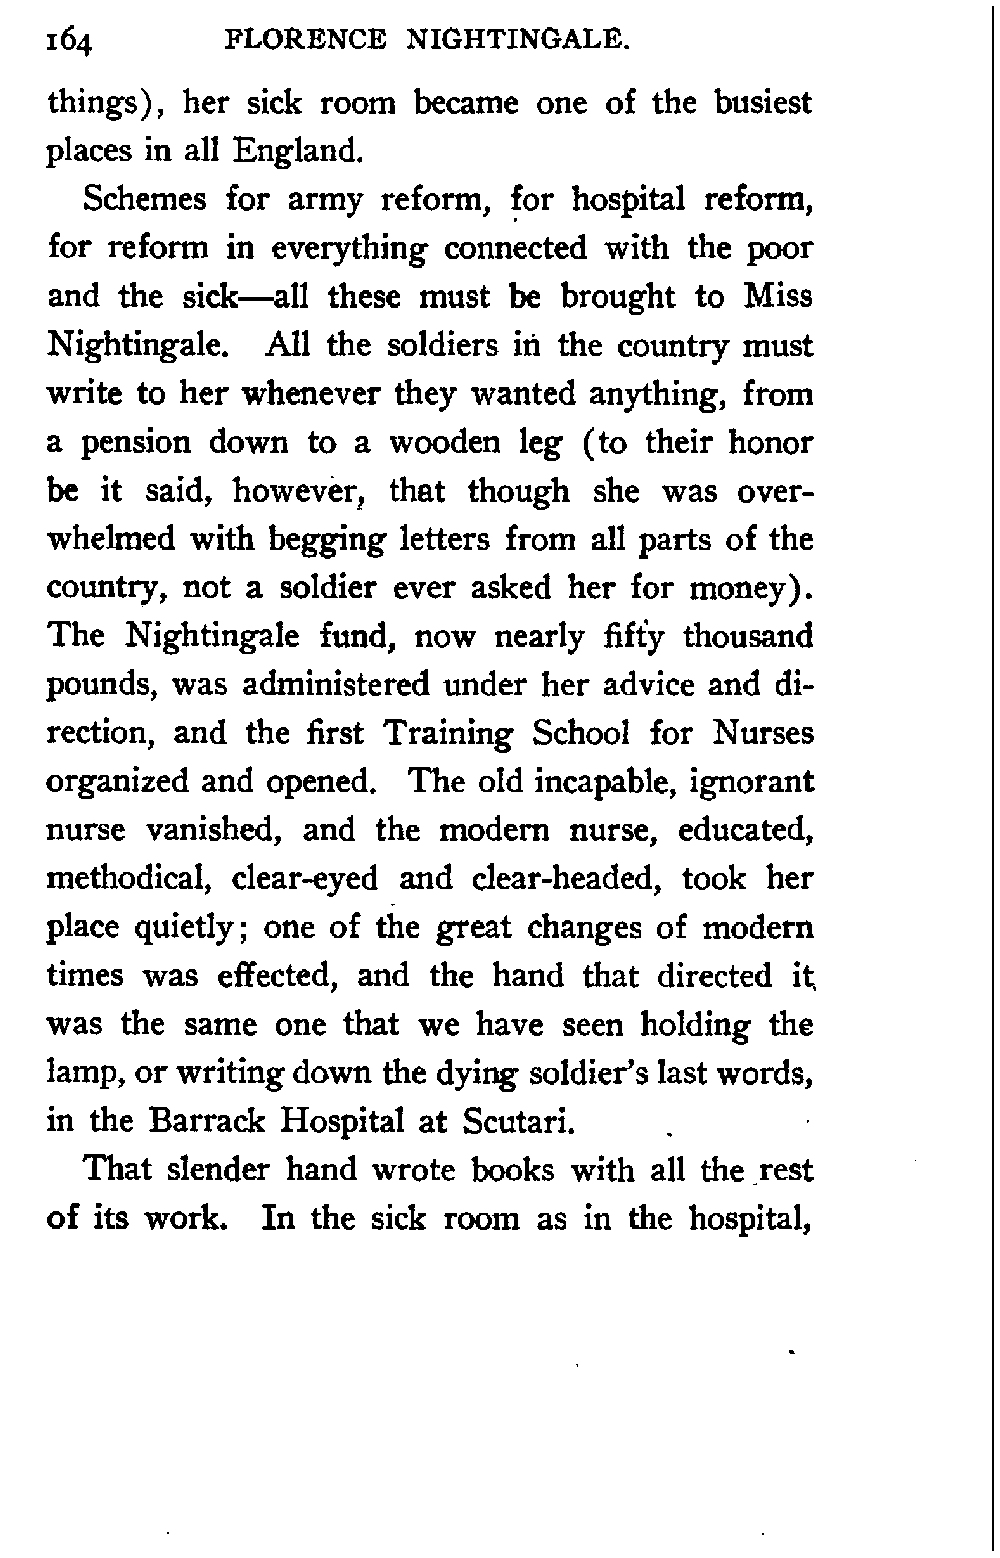 164 FLORENCE NIGHTINGALE.
things), her sick room became one of the busiest
places in all England.
Schemes for army reform, for hospital reform,
for reform in everything connected with the poor
and the sick—all these must be brought to Miss
Nightingale. All the soldiers in the country must
write to her whenever they wanted anything, from
a pension down to a wooden leg (to their honor
be it said, however, that though she was over-
whelmed with begging letters from all parts of the
country, not a soldier ever asked her for money).
The Nightingale fund, now nearly fifty thousand
pounds, was administered under her advice and di-
rection, and the first Training School for Nurses
organized and opened. The old incapable, ignorant
nurse vanished, and the modern nurse, educated,
methodical, clear-eyed and clear-headed, took her
place quietly; one of the great changes of modern
times was effected, and the hand that directed it
was the same one that we have seen holding the
lamp, or writing down the dying soldier's last words,
in the Barrack Hospital at Scutari.
That slender hand wrote books with all the rest
of its work. In the sick room as in the hospital,